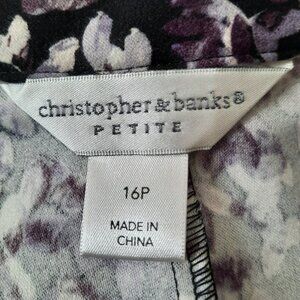 christopher & banks®
PETITE
16P
MADE IN
CHINA